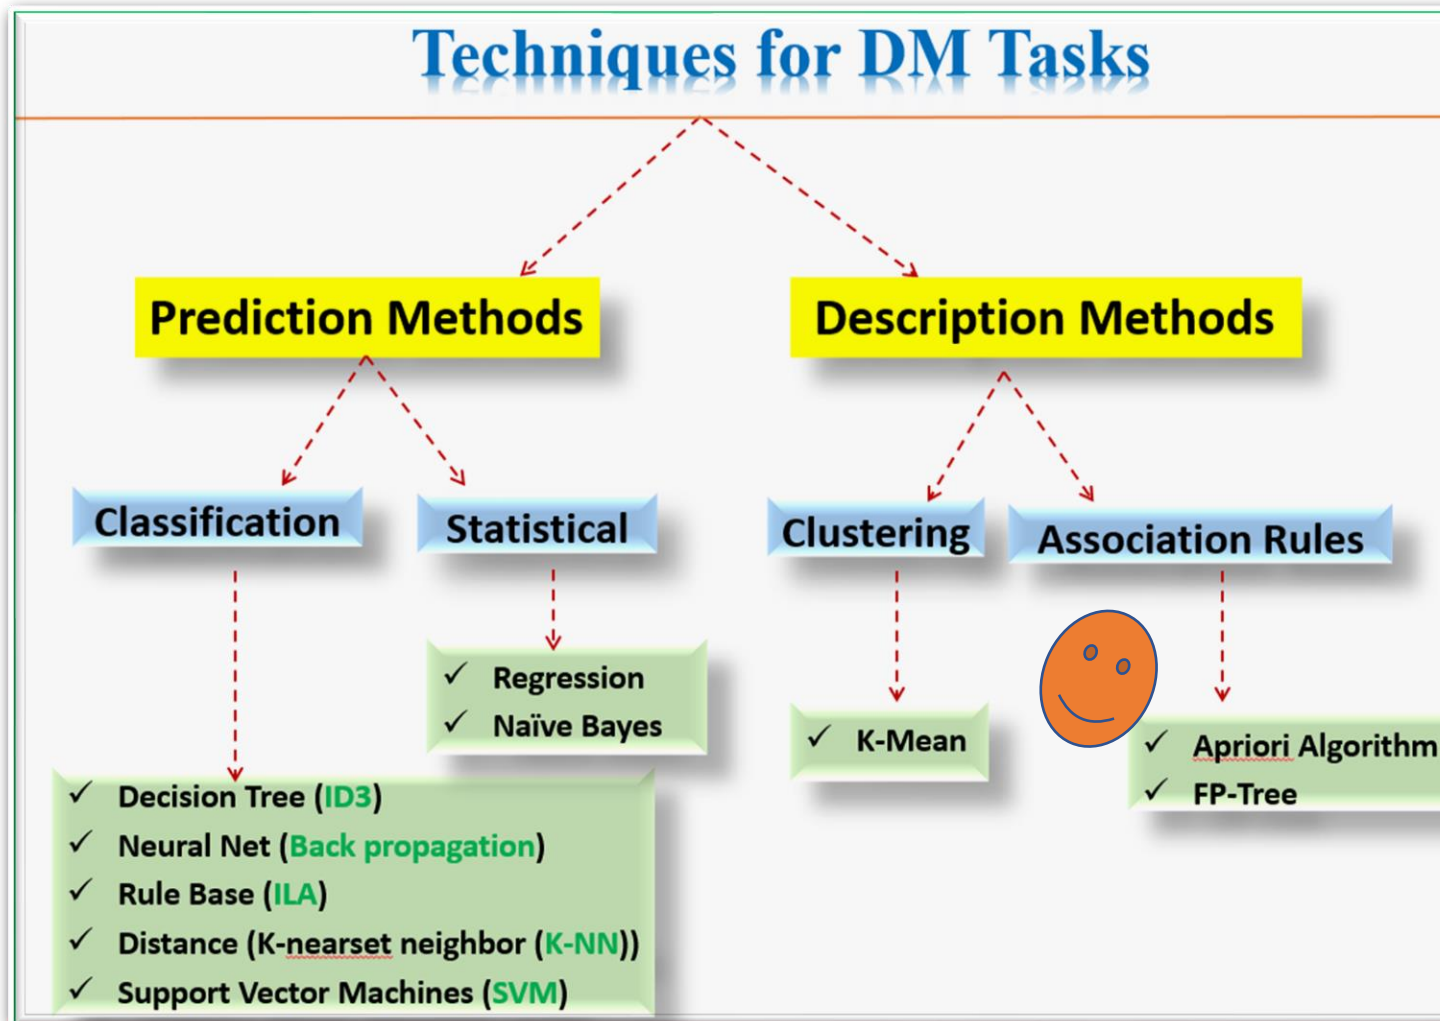 Techniques for DM Tasks
Prediction Methods
Description Methods
Classification
Statistical
Clustering
Association Rules
✓ Regression
✓ Naïve Bayes
✓ K-Mean
✓ Apriori Algorithm
✓ FP-Tree
✓ Decision Tree (ID3)
✓ Neural Net (Back propagation)
✓ Rule Base (ILA)
✓ Distance (K-nearset neighbor (K-NN))
✓ Support Vector Machines (SVM)